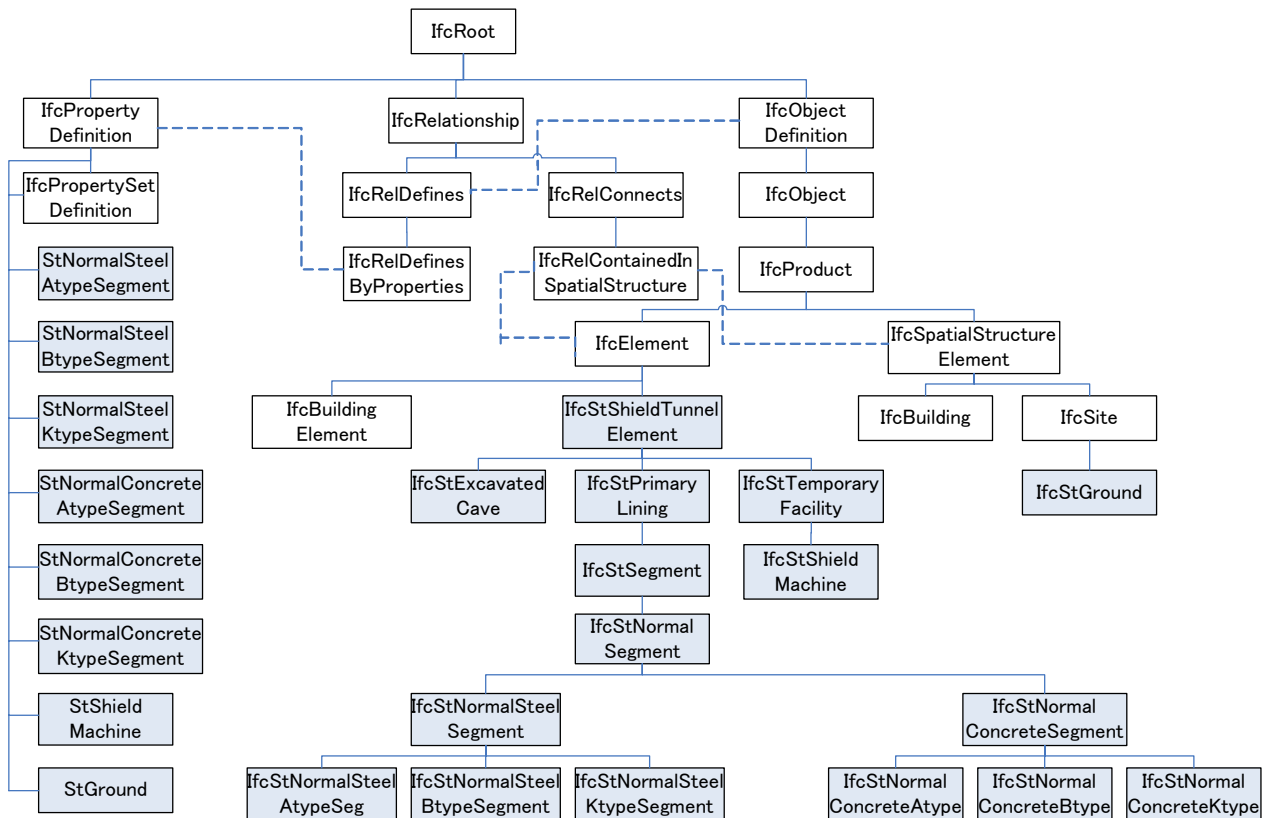 IfcRoot
IfcProperty
Definition
IfcRelationship
IfcObject
Definition
IfcPropertySet
Definition
IfcRelDefines
IfcRelConnects
IfcObject
StNormalSteel
AtypeSegment
IfcRelDefines
ByProperties
IfcRelContainedIn
SpatialStructure
IfcProduct
StNormalSteel
BtypeSegment
IfcElement
IfcSpatialStructure
Element
StNormalSteel
KtypeSegment
IfcBuilding
Element
IfcStShieldTunnel
Element
IfcBuilding
IfcSite
StNormalConcrete
AtypeSegment
IfcStExcavated
Cave
IfcStPrimary
Lining
IfcStTemporary
Facility
IfcStGround
StNormalConcrete
BtypeSegment
IfcStSegment
IfcStShield
Machine
StNormalConcrete
KtypeSegment
IfcStNormal
Segment
StShield
Machine
IfcStNormalSteel
Segment
IfcStNormal
ConcreteSegment
StGround
IfcStNormalSteel
AtypeSeg
IfcStNormalSteel
BtypeSegment
IfcStNormalSteel
KtypeSegment
IfcStNormal
ConcreteAtype
IfcStNormal
ConcreteBtype
IfcStNormal
ConcreteKtype